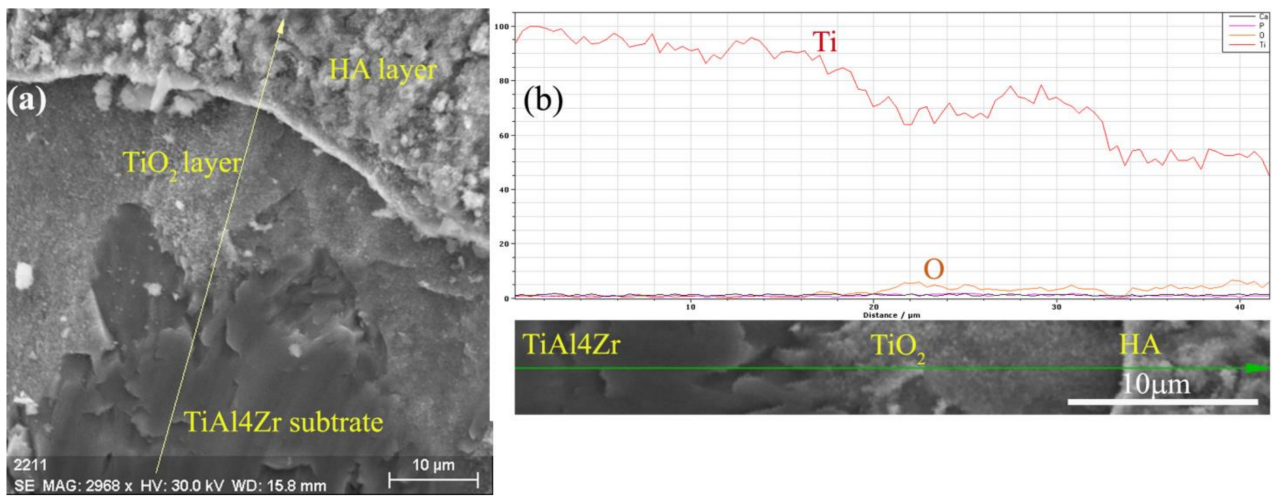 (a)
HA layer
TiO2 layer
TiAl4Zr subtrate
2211
SE MAG: 2968 x HV: 30.0 kV WD: 15.8 mm
10 µm
(b)
100
80
60
40
20
0
Ti
O
Ca
P
O
Ti
10
20
30
40
Distance / µm
TiAl4Zr
TiO2
HA
10µm